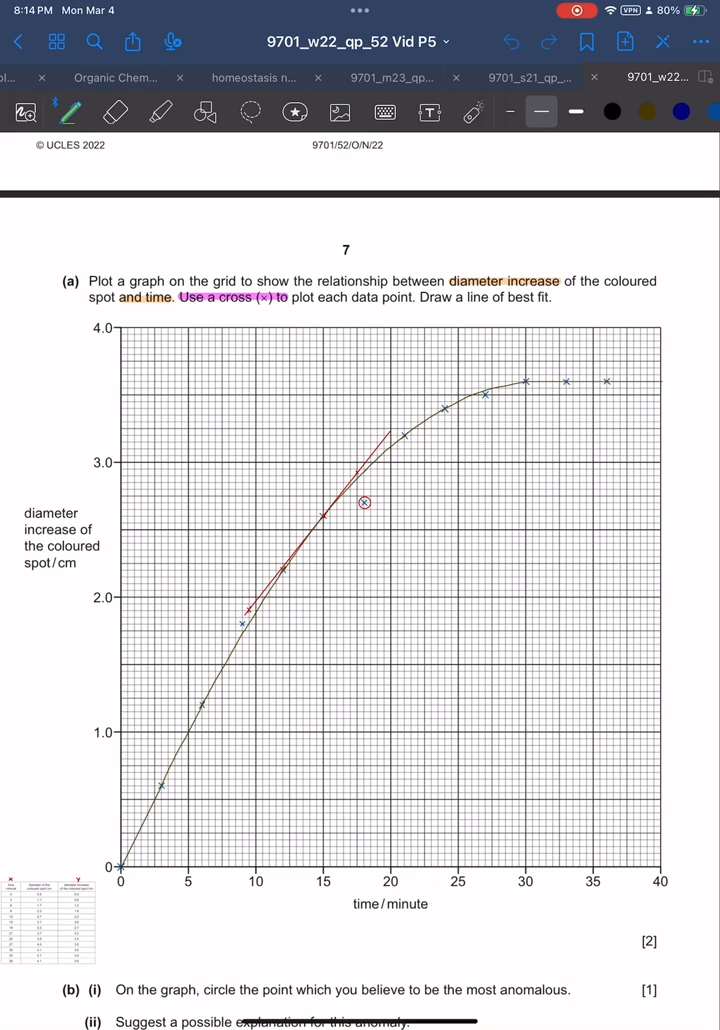 8:14 PM Mon Mar 4
VPN 80%
9701_w22_qp_52 Vid P5
Organic Chem... homeostasis n... 9701_m23_qp... 9701_s21_qp_... 9701_w22...
© UCLES 2022 9701/52/O/N/22
7
(a) Plot a graph on the grid to show the relationship between diameter increase of the coloured
spot and time. Use a cross (×) to plot each data point. Draw a line of best fit.
4.0
3.0
diameter
increase of
the coloured
spot/cm
2.0
1.0
0
0 5 10 15 20 25 30 35 40
time/minute
x y
[2]
(b) (i) On the graph, circle the point which you believe to be the most anomalous. [1]
(ii) Suggest a possible explanation for this anomaly.